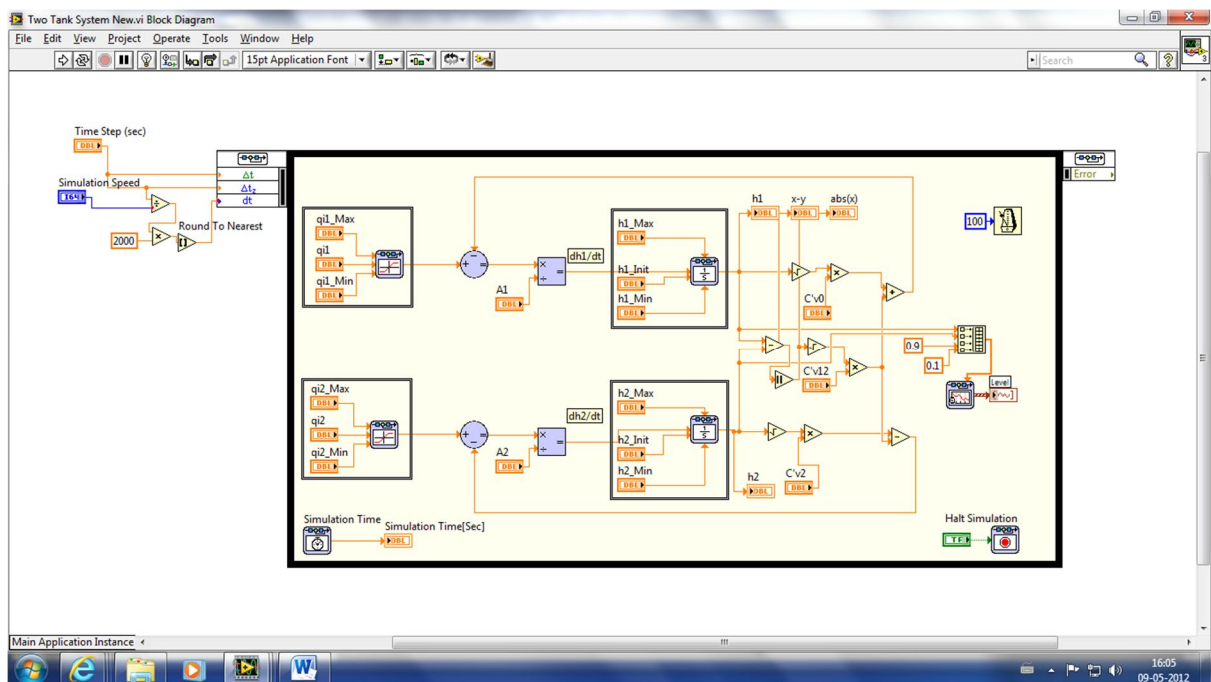 Two Tank System New.vi Block Diagram
File Edit View Project Operate Tools Window Help
15pt Application Font
Search
3
Time Step (sec)
DBL
Simulation Speed
I64
2000
Round To Nearest
Δt
Δt₂
dt
Error
qi1_Max
DBL
qi1
DBL
qi1_Min
DBL
A1
DBL
dh1/dt
h1_Max
DBL
h1_Init
DBL
h1_Min
DBL
1
S
h1 x-y abs(x)
DBL DBL DBL
100
C'v0
DBL
0.9
0.1
C'v12
DBL
Level
qi2_Max
DBL
qi2
DBL
qi2_Min
DBL
A2
DBL
dh2/dt
h2_Max
DBL
h2_Init
DBL
h2_Min
DBL
1
S
h2
DBL
C'v2
DBL
Simulation Time
Simulation Time[Sec]
DBL
Halt Simulation
TF
Main Application Instance
16:05
09-05-2012